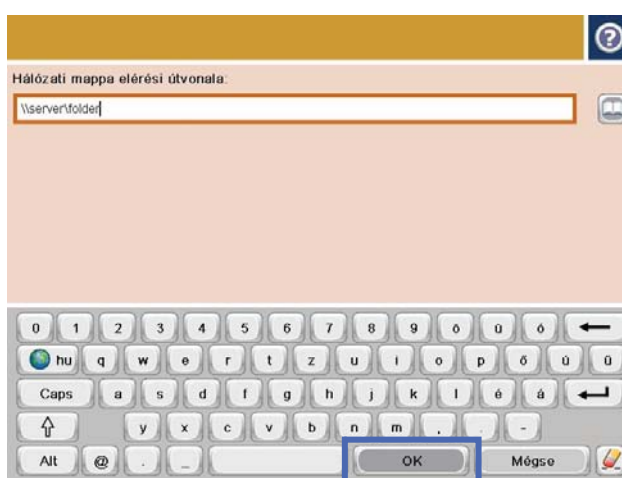 ?
Hálózati mappa elérési útvonala:
\\server\folder
0 1 2 3 4 5 6 7 8 9 ö ü ó
hu q w e r t z u i o p ő ú ű
Caps a s d f g h j k l é á
y x c v b n m , . -
Alt @ . _ OK Mégse